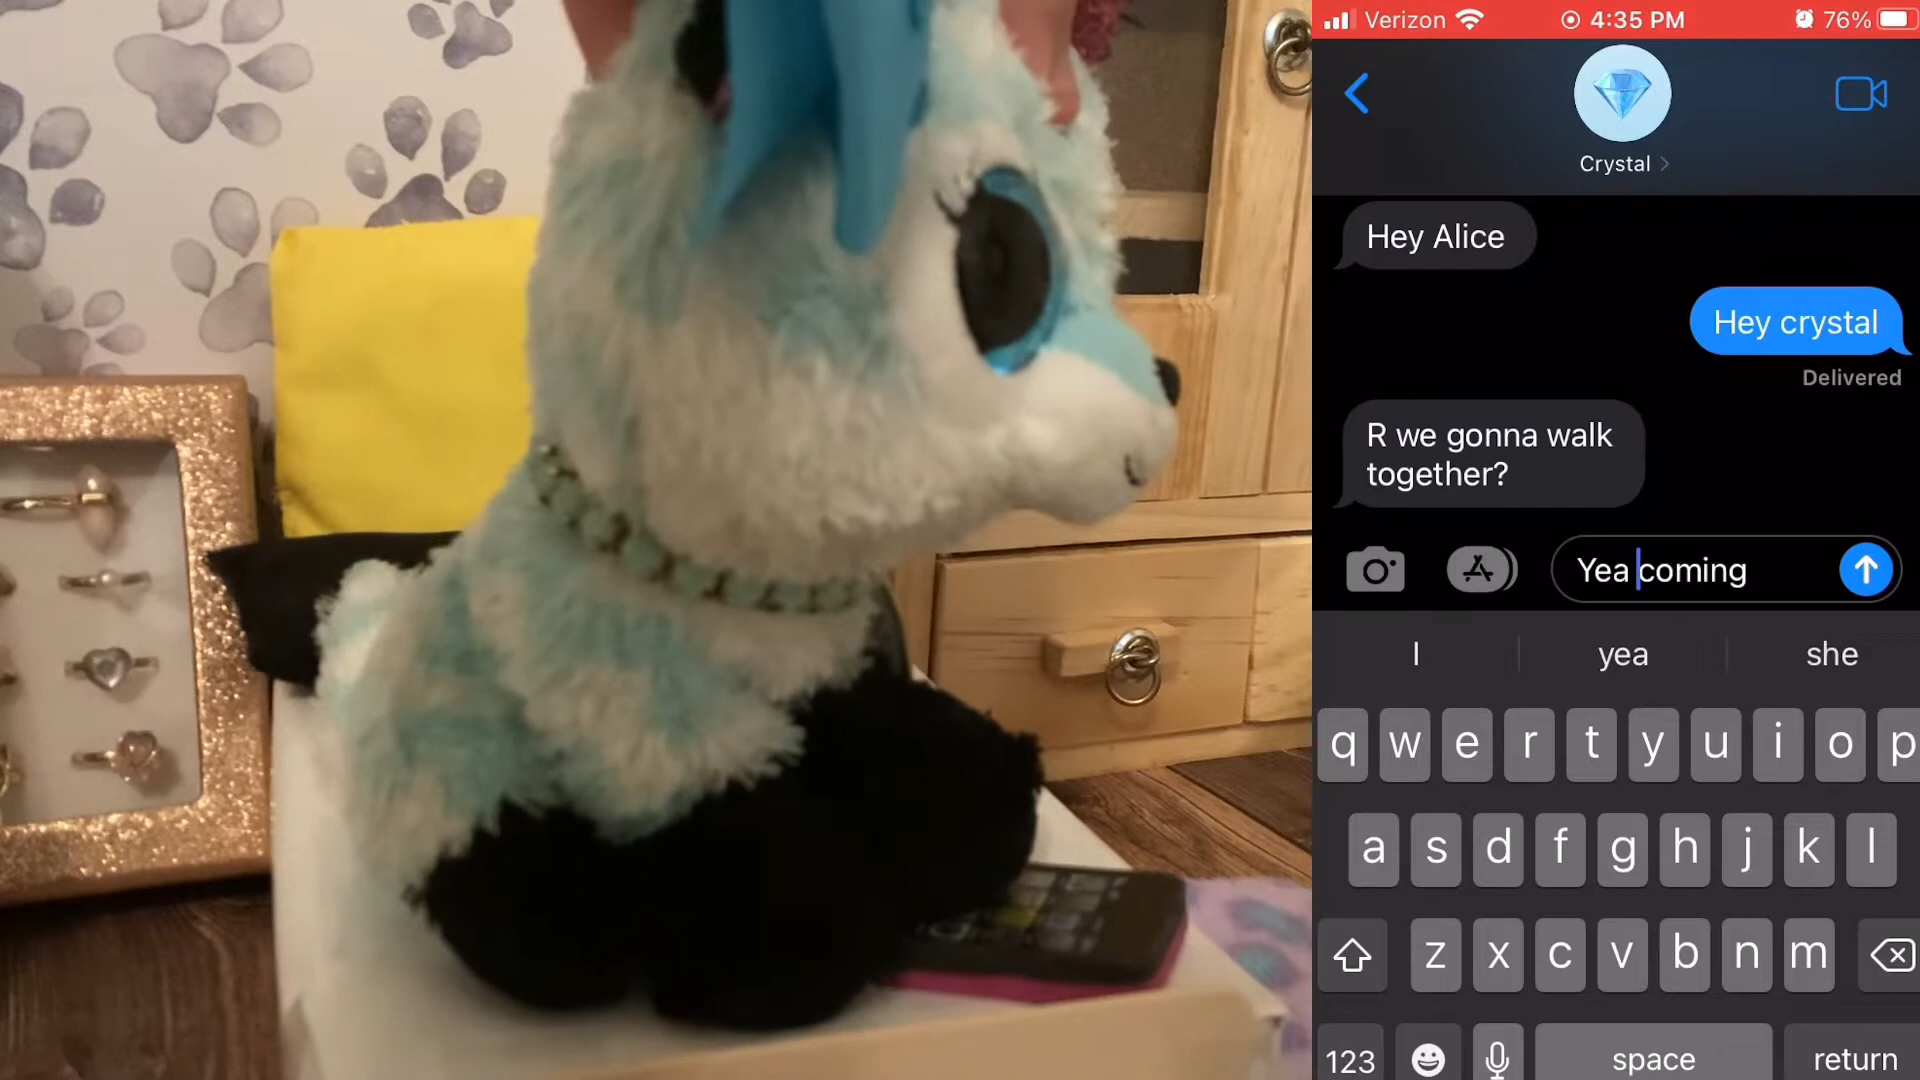 Verizon 4:35 PM 76%
Crystal
Hey Alice
Hey crystal
Delivered
R we gonna walk
together?
Yea coming
I yea she
q w e r t y u i o p
a s d f g h j k l
z x c v b n m
123 space return